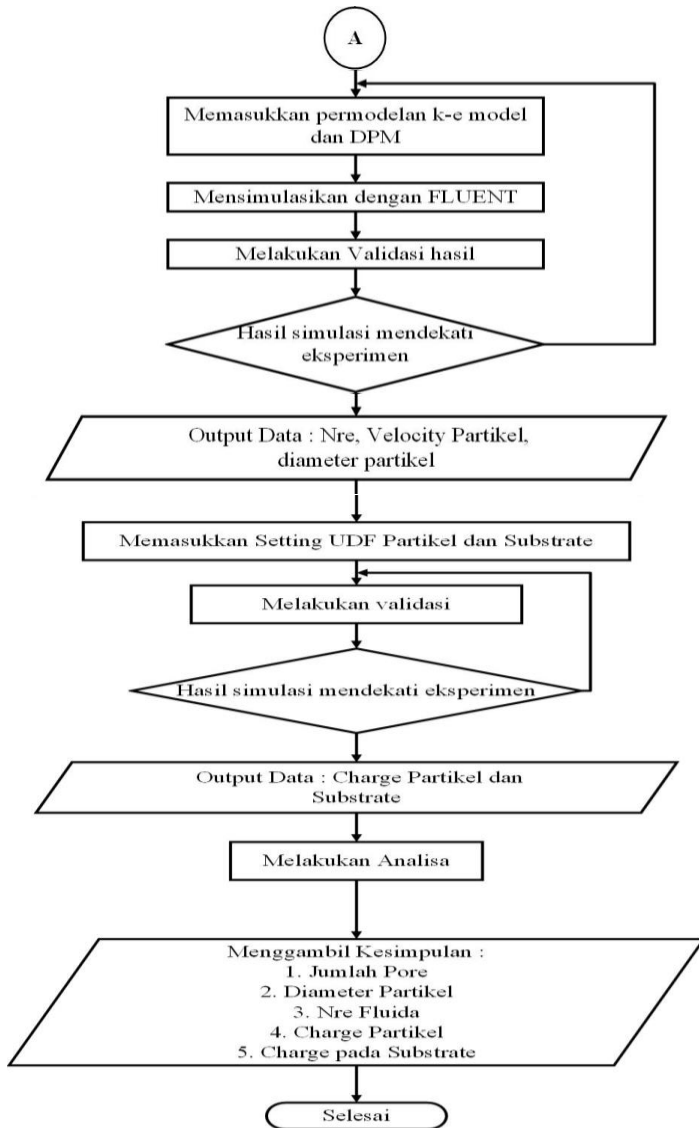 A
Memasukkan permodelan k-e model
dan DPM
Mensimulasikan dengan FLUENT
Melakukan Validasi hasil
Hasil simulasi mendekati
eksperimen
Output Data : Nre, Velocity Partikel,
diameter partikel
Memasukkan Setting UDF Partikel dan Substrate
Melakukan validasi
Hasil simulasi mendekati eksperimen
Output Data : Charge Partikel dan
Substrate
Melakukan Analisa
Menggambil Kesimpulan :
1. Jumlah Pore
2. Diameter Partikel
3. Nre Fluida
4. Charge Partikel
5. Charge pada Substrate
Selesai